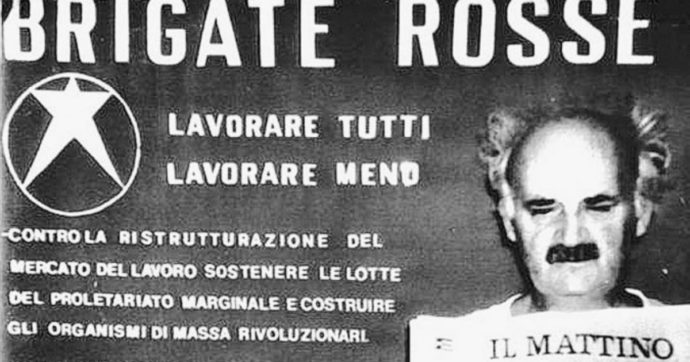 BRIGATE ROSSE
LAVORARE TUTTI
LAVORARE MENO
-CONTRO LA RISTRUTTURAZIONE DEL
MERCATO DEL LAVORO SOSTENERE LE LOTTE
DEL PROLETARIATO MARGINALE E COSTRUIRE
GLI ORGANISMI DI MASSA RIVOLUZIONARI.
IL MATTINO